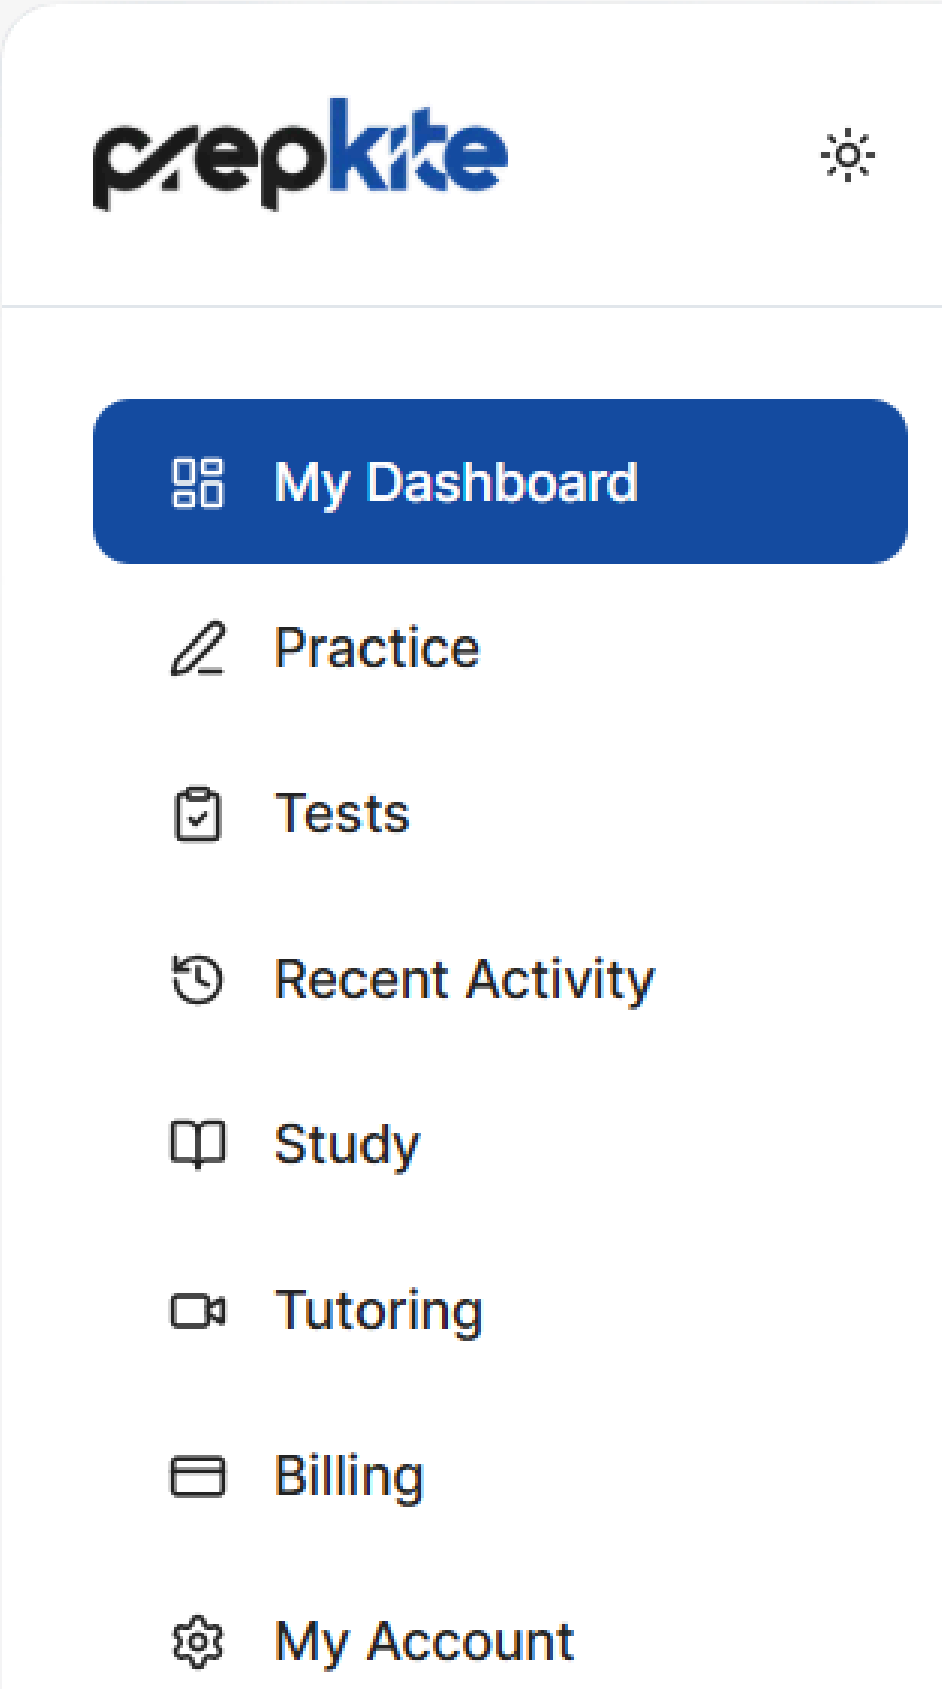 prepkite
My Dashboard
Practice
Tests
Recent Activity
Study
Tutoring
Billing
My Account